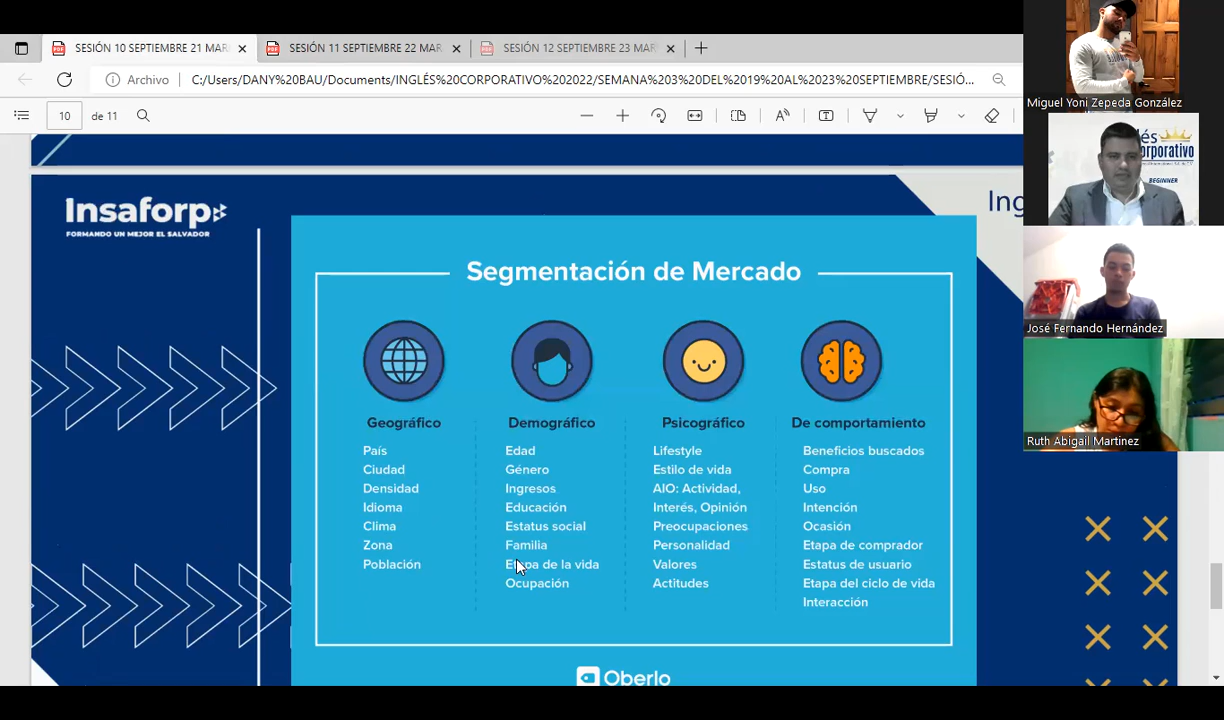 SESIÓN 10 SEPTIEMBRE 21 MAR
SESIÓN 11 SEPTIEMBRE 22 MAR
SESIÓN 12 SEPTIEMBRE 23 MAR
Archivo
C:/Users/DANY%20BAU/Documents/INGLÉS%20CORPORATIVO%202022/SEMANA%203%20DEL%2019%20AL%2023%20SEPTIEMBRE/SESIÓ...
10
de 11
Insaforp
FORMANDO UN MEJOR EL SALVADOR
Ing
Segmentación de Mercado
Geográfico
País
Ciudad
Densidad
Idioma
Clima
Zona
Población
Demográfico
Edad
Género
Ingresos
Educación
Estatus social
Familia
Etapa de la vida
Ocupación
Psicográfico
Lifestyle
Estilo de vida
AIO: Actividad,
Interés, Opinión
Preocupaciones
Personalidad
Valores
Actitudes
De comportamiento
Beneficios buscados
Compra
Uso
Intención
Ocasión
Etapa de comprador
Estatus de usuario
Etapa del ciclo de vida
Interacción
Oberlo
Miguel Yoni Zepeda González
lés
orporativo
BEGINNER
José Fernando Hernández
Ruth Abigail Martinez